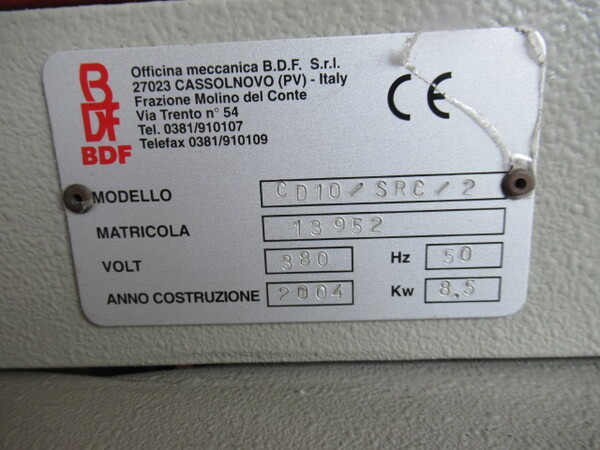 BDF
BDF
Officina meccanica B.D.F. S.r.l.
27023 CASSOLNOVO (PV) - Italy
Frazione Molino del Conte
Via Trento n° 54
Tel. 0381/910107
Telefax 0381/910109
CE
MODELLO CD10/SRC/2
MATRICOLA 13952
VOLT 380 Hz 50
ANNO COSTRUZIONE 2004 Kw 8,5